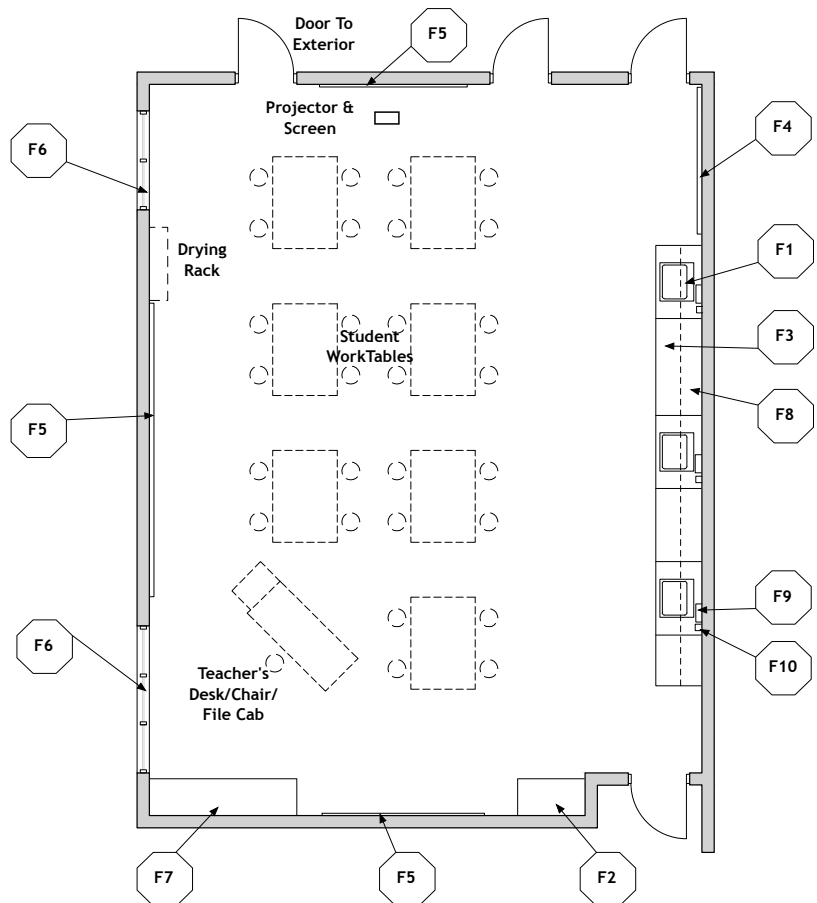 Door To
Exterior
F5
Projector &
Screen
F4
F6
F1
Drying
Rack
Student
WorkTables
F3
F8
F5
F9
F6
F10
Teacher's
Desk/Chair/
File Cab
F7
F5
F2